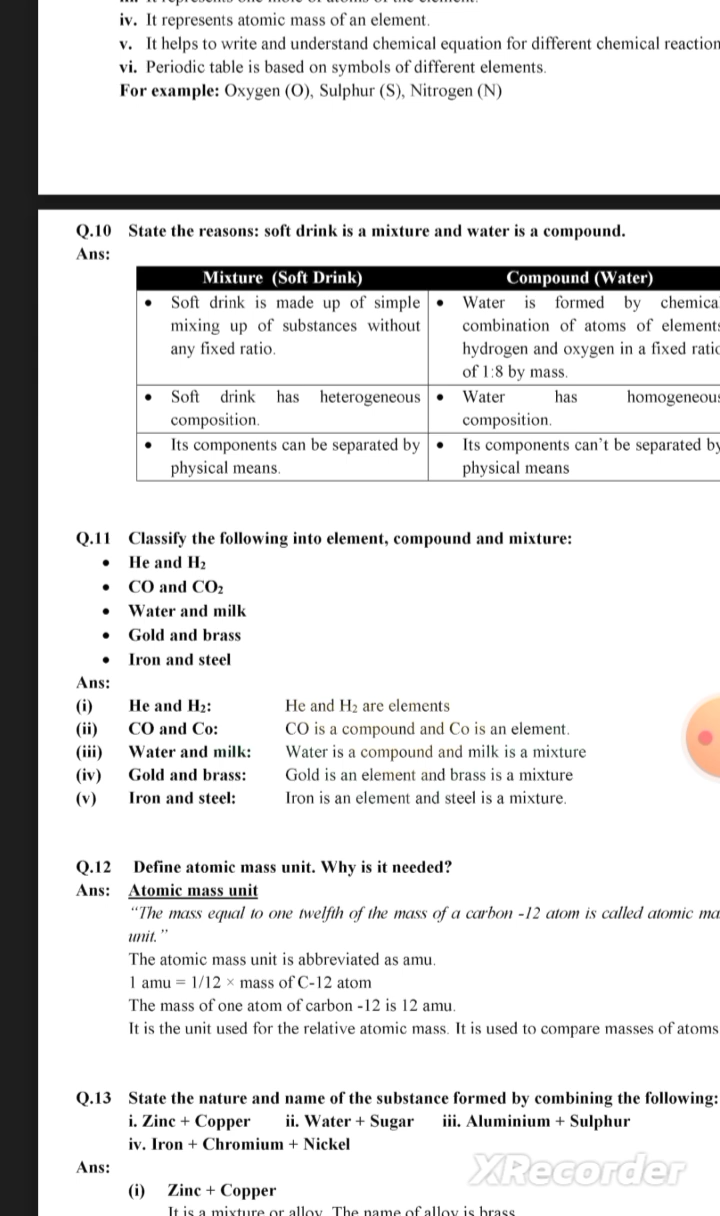 iv. It represents atomic mass of an element.
v. It helps to write and understand chemical equation for different chemical reaction
vi. Periodic table is based on symbols of different elements.
For example: Oxygen (O), Sulphur (S), Nitrogen (N)
Q.10 State the reasons: soft drink is a mixture and water is a compound.
Ans:
Mixture (Soft Drink) Compound (Water)
• Soft drink is made up of simple • Water is formed by chemical
mixing up of substances without combination of atoms of elements
any fixed ratio. hydrogen and oxygen in a fixed ratio
of 1:8 by mass.
• Soft drink has heterogeneous • Water has homogeneous
composition. composition.
• Its components can be separated by • Its components can't be separated by
physical means. physical means
Q.11 Classify the following into element, compound and mixture:
• He and H₂
• CO and CO₂
• Water and milk
• Gold and brass
• Iron and steel
Ans:
(i) He and H₂: He and H₂ are elements
(ii) CO and Co: CO is a compound and Co is an element.
(iii) Water and milk: Water is a compound and milk is a mixture
(iv) Gold and brass: Gold is an element and brass is a mixture
(v) Iron and steel: Iron is an element and steel is a mixture.
Q.12 Define atomic mass unit. Why is it needed?
Ans: Atomic mass unit
"The mass equal to one twelfth of the mass of a carbon -12 atom is called atomic ma
unit."
The atomic mass unit is abbreviated as amu.
1 amu = 1/12 × mass of C-12 atom
The mass of one atom of carbon -12 is 12 amu.
It is the unit used for the relative atomic mass. It is used to compare masses of atoms
Q.13 State the nature and name of the substance formed by combining the following:
i. Zinc + Copper ii. Water + Sugar iii. Aluminium + Sulphur
iv. Iron + Chromium + Nickel
Ans:
(i) Zinc + Copper
It is a mixture or alloy. The name of alloy is brass
XRecorder